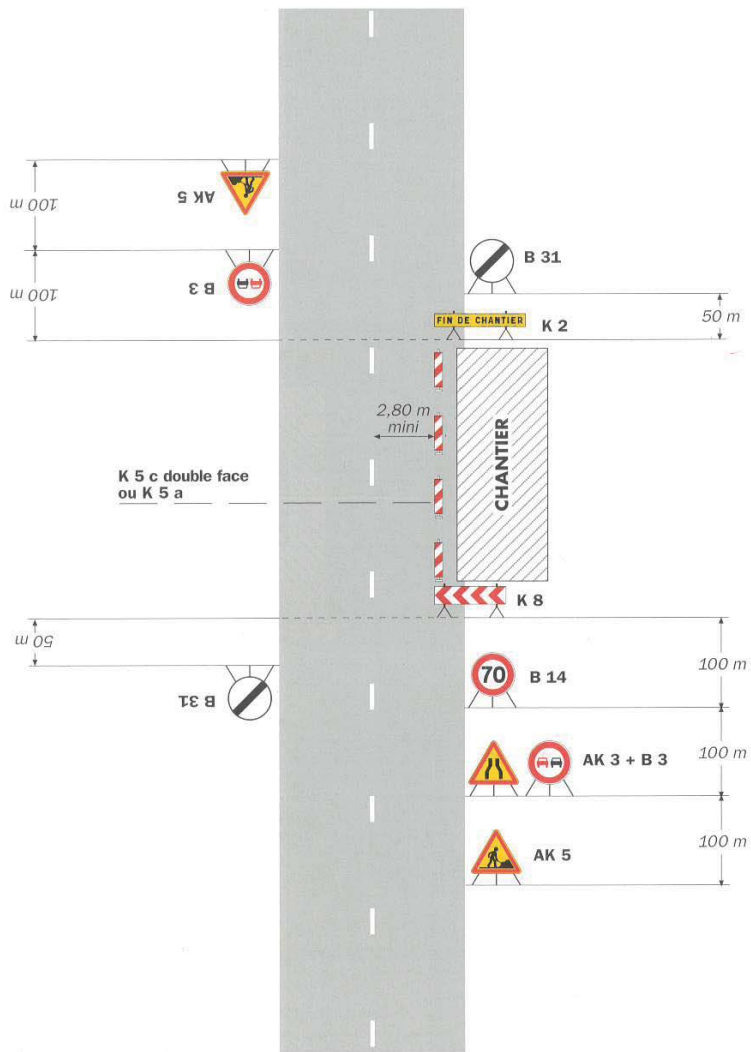 AK 5
100 m
B 3
100 m
B 31
FIN DE CHANTIER
K 2
50 m
2,80 m
mini
CHANTIER
K 5 c double face
ou K 5 a
K 8
50 m
B 31
70
B 14
100 m
AK 3 + B 3
100 m
AK 5
100 m